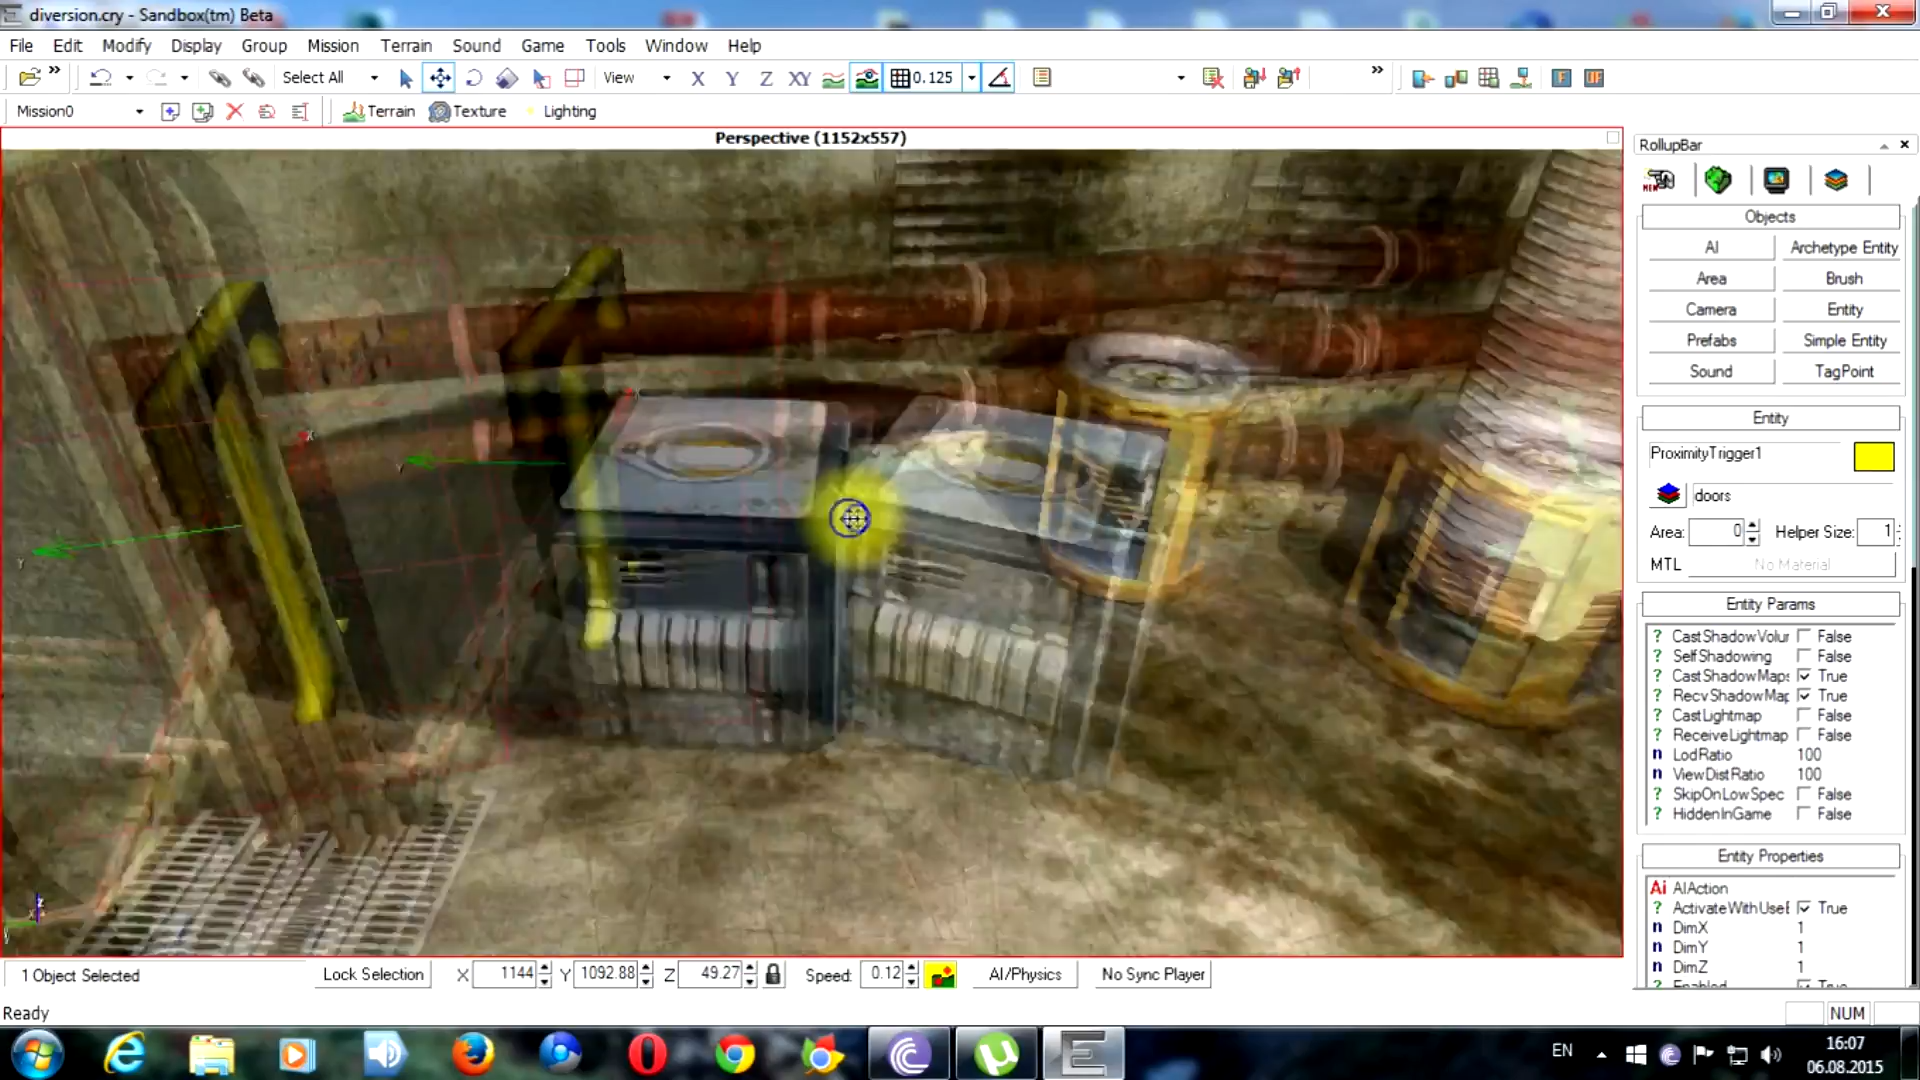 diversion.cry - Sandbox(tm) Beta
File Edit Modify Display Group Mission Terrain Sound Game Tools Window Help
Select All View X Y Z XY 0.125
Mission0 Terrain Texture Lighting
Perspective (1152x557)
RollupBar
Objects
AI Archetype Entity
Area Brush
Camera Entity
Prefabs Simple Entity
Sound TagPoint
Entity
ProximityTrigger1
doors
Area: 0 Helper Size: 1
MTL No Material
Entity Params
? CastShadowVolur False
? SelfShadowing False
? CastShadowMaps True
? RecvShadowMap True
? CastLightmap False
? ReceiveLightmap False
n LodRatio 100
n ViewDistRatio 100
? SkipOnLowSpec False
? HiddenInGame False
Entity Properties
Ai AIAction
? ActivateWithUseB True
n DimX 1
n DimY 1
n DimZ 1
? Enabled True
1 Object Selected Lock Selection X 1144 Y 1092.88 Z 49.27 Speed: 0.12 AI/Physics No Sync Player
Ready NUM
EN 16:07
06.08.2015